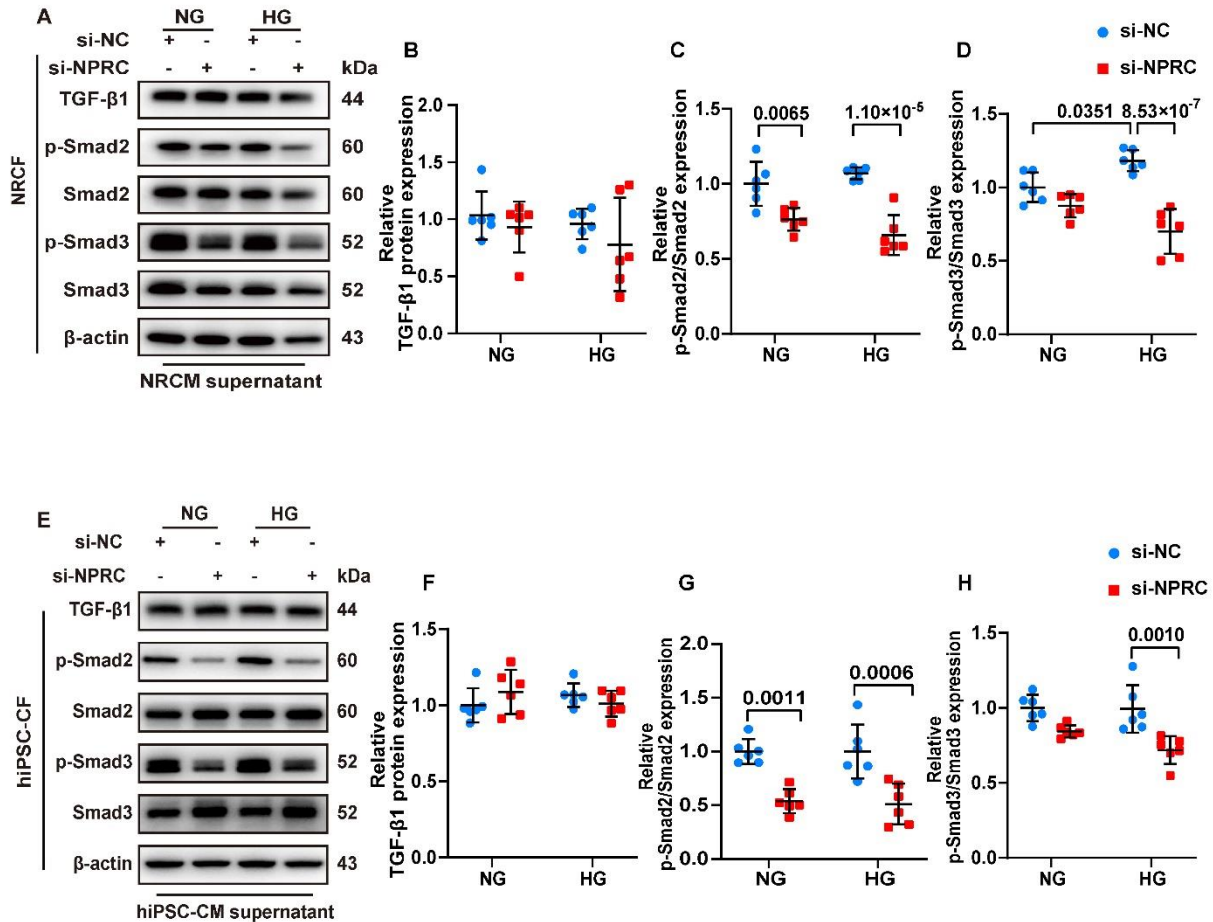 A
NG HG
si-NC + - + -
si-NPRC - + - + kDa
TGF-β1 44
p-Smad2 60
Smad2 60
p-Smad3 52
Smad3 52
β-actin 43
NRCF
NRCM supernatant
B
Relative
TGF-β1 protein expression
2.0
1.5
1.0
0.5
0.0
NG HG
C
Relative
p-Smad2/Smad2 expression
1.5
1.0
0.5
0.0
0.0065
1.10×10⁻⁵
NG HG
D
si-NC
si-NPRC
Relative
p-Smad3/Smad3 expression
1.5
1.0
0.5
0.0
0.0351 8.53×10⁻⁷
NG HG
E
NG HG
si-NC + - + -
si-NPRC - + - + kDa
TGF-β1 44
p-Smad2 60
Smad2 60
p-Smad3 52
Smad3 52
β-actin 43
hiPSC-CF
hiPSC-CM supernatant
F
Relative
TGF-β1 protein expression
1.5
1.0
0.5
0.0
NG HG
G
Relative
p-Smad2/Smad2 expression
2.0
1.5
1.0
0.5
0.0
0.0011
0.0006
NG HG
H
si-NC
si-NPRC
Relative
p-Smad3/Smad3 expression
1.5
1.0
0.5
0.0
0.0010
NG HG